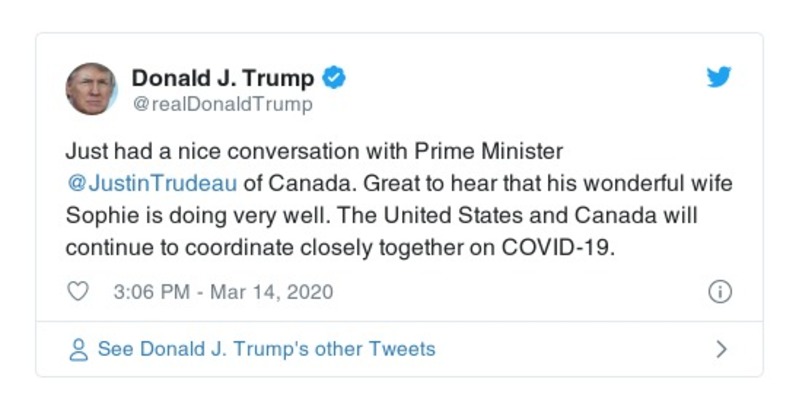 Donald J. Trump
@realDonaldTrump
Just had a nice conversation with Prime Minister
@JustinTrudeau of Canada. Great to hear that his wonderful wife
Sophie is doing very well. The United States and Canada will
continue to coordinate closely together on COVID-19.
3:06 PM - Mar 14, 2020
See Donald J. Trump's other Tweets